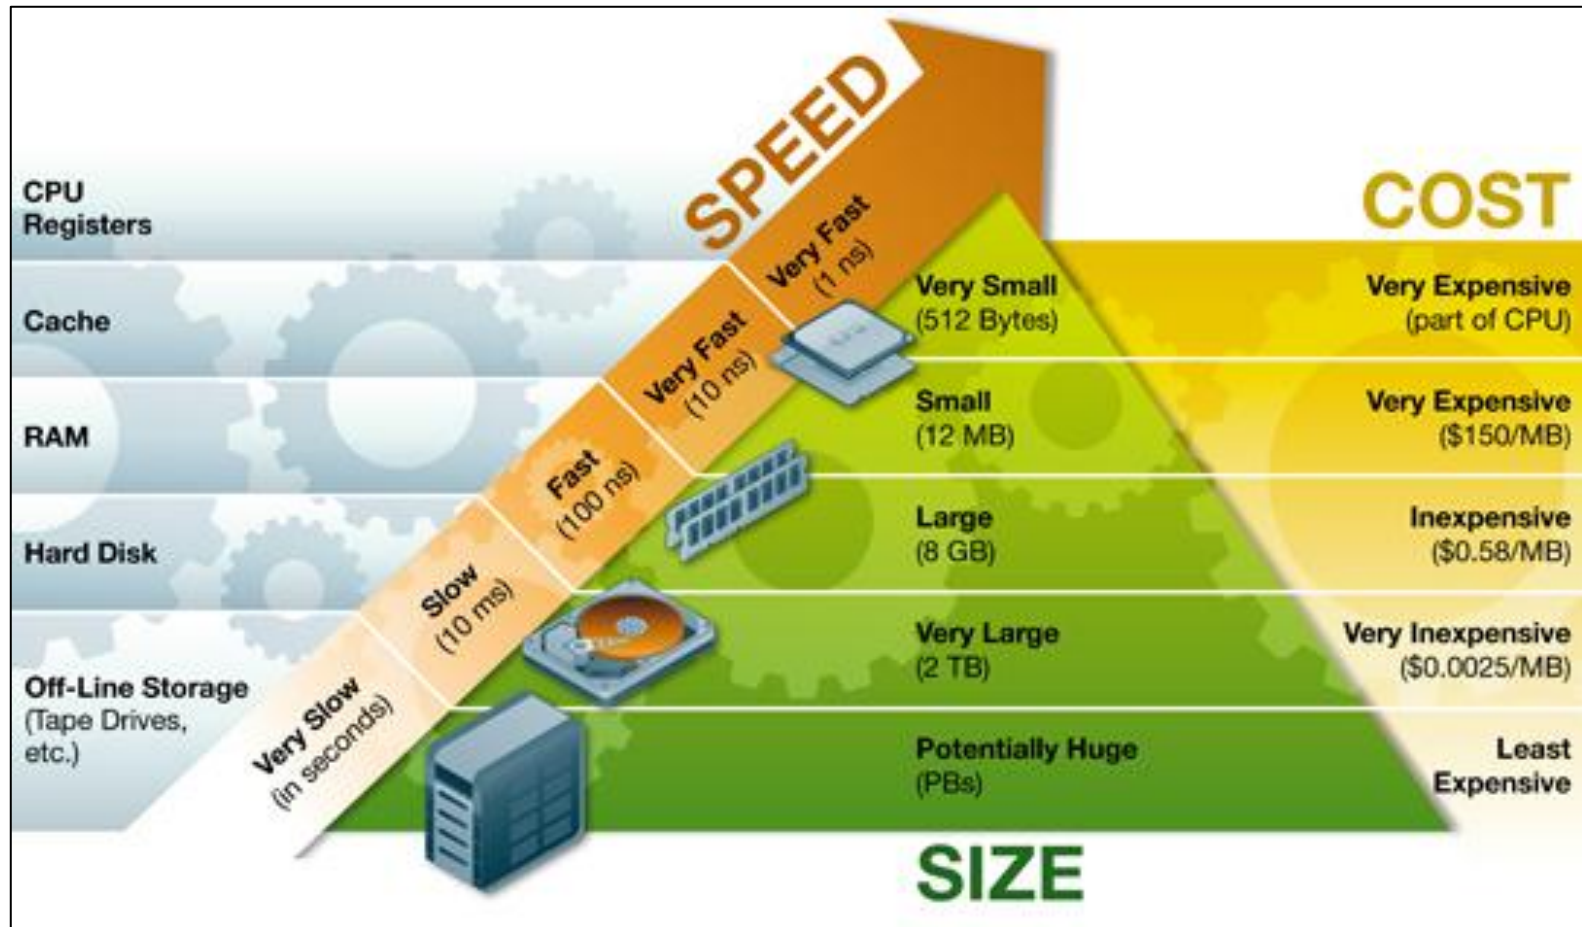 SPEED
COST
CPU
Registers
Very Fast
(1 ns)
Very Small
(512 Bytes)
Very Expensive
(part of CPU)
Cache
Very Fast
(10 ns)
Small
(12 MB)
Very Expensive
($150/MB)
RAM
Fast
(100 ns)
Large
(8 GB)
Inexpensive
($0.58/MB)
Hard Disk
Slow
(10 ms)
Very Large
(2 TB)
Very Inexpensive
($0.0025/MB)
Off-Line Storage
(Tape Drives,
etc.)
Very Slow
(in seconds)
Potentially Huge
(PBs)
Least
Expensive
SIZE